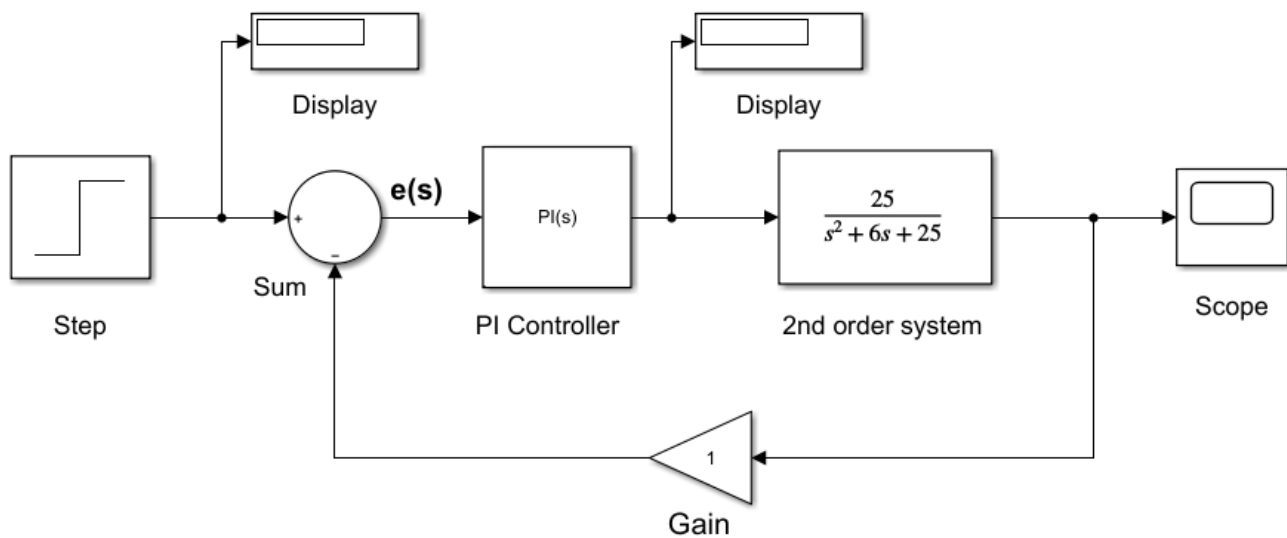 Display
Display
Step
+
−
Sum
e(s)
PI(s)
PI Controller
25
s² + 6s + 25
2nd order system
Scope
1
Gain